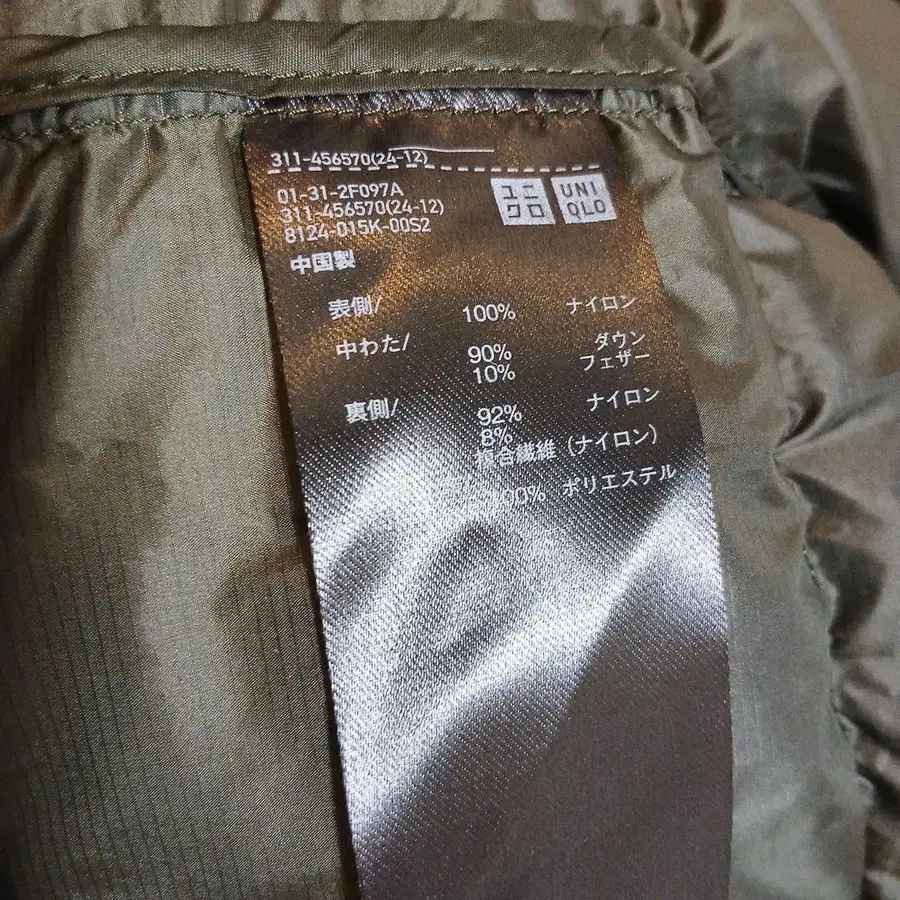 311-456570(24-12)
ユニ
クロ
UNI
QLO
01-31-2F097A
311-456570(24-12)
8124-015K-00S2
中国製
表側/ 100% ナイロン
中わた/ 90% ダウン
10% フェザー
裏側/ 92% ナイロン
8%
複合繊維(ナイロン)
100% ポリエステル